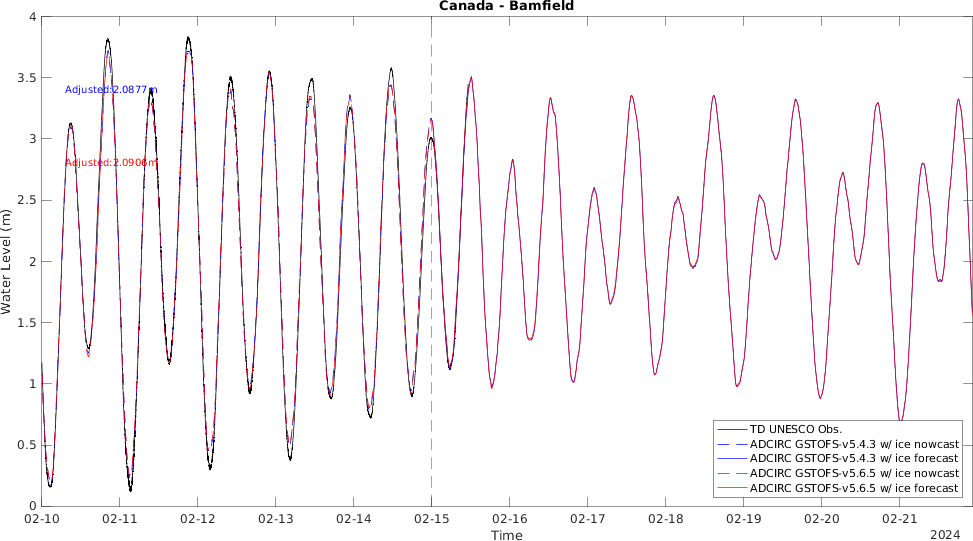 Canada - Bamfield
4
3.5
3
2.5
2
1.5
1
0.5
0
Water Level (m)
Adjusted:2.0877m
Adjusted:2.0906m
TD UNESCO Obs.
ADCIRC GSTOFS-v5.4.3 w/ ice nowcast
ADCIRC GSTOFS-v5.4.3 w/ ice forecast
ADCIRC GSTOFS-v5.6.5 w/ ice nowcast
ADCIRC GSTOFS-v5.6.5 w/ ice forecast
02-10 02-11 02-12 02-13 02-14 02-15 02-16 02-17 02-18 02-19 02-20 02-21
Time
2024